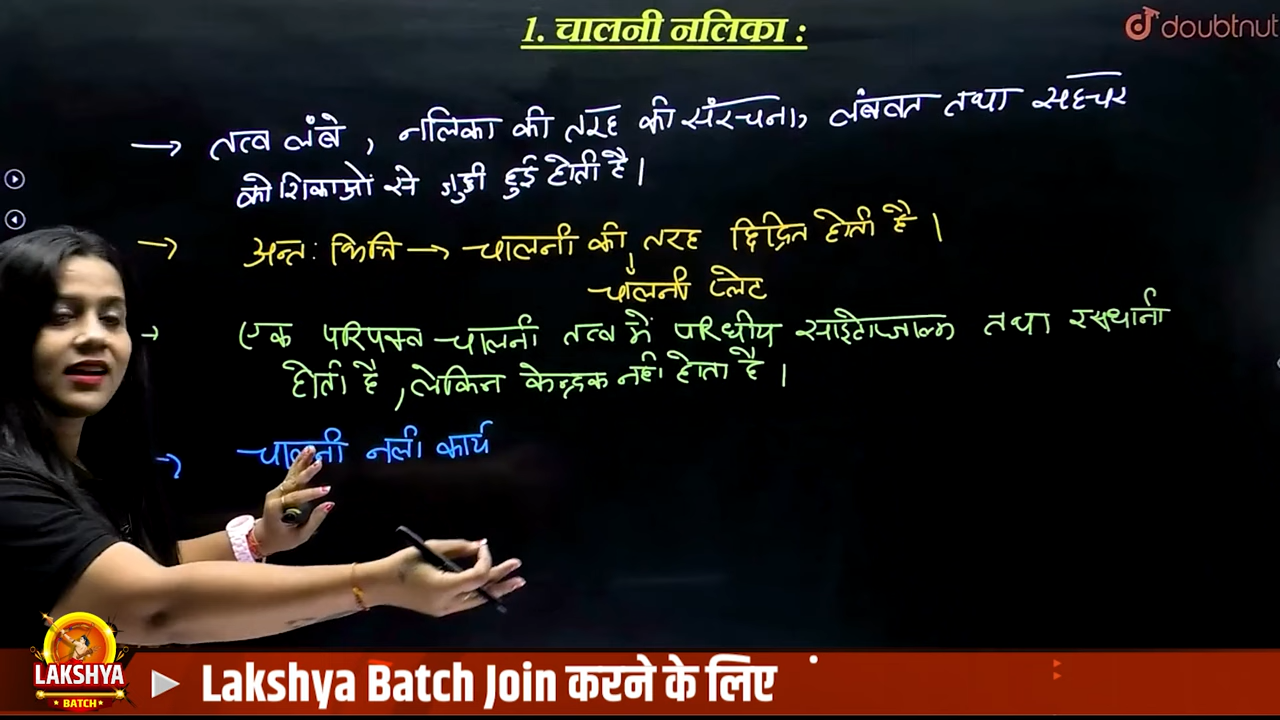 1. चालनी नलिका :
doubtnut
→ तत्व लंबे, नलिका की तरह की संरचना, लंबवत तथा सहचर
कोशिकाओं से जुडी हुई होती है।
→ अन्त: भित्ति → चालनी की तरह छिद्रित होती है।
चालनी प्लेट
→ एक परिपक्व चालनी तत्व में परिधीय साइटोप्लाज्म तथा रसधानी
होती है, लेकिन केन्द्रक नही होता है।
→ चालनी नली कार्य
LAKSHYA
BATCH
Lakshya Batch Join करने के लिए